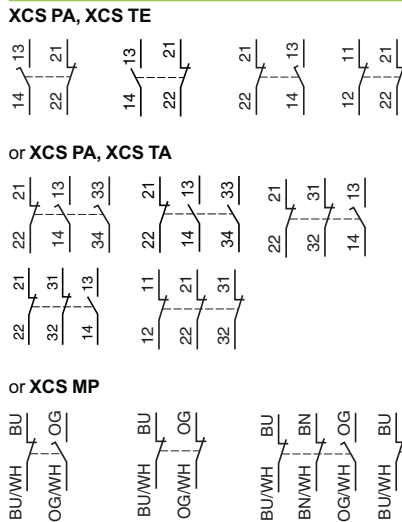 XCS PA, XCS TE
13 21 13 21 21 13 11 21
14 22 14 22 22 14 12 22
or XCS PA, XCS TA
21 13 33 21 13 33 21 31 13
22 14 34 22 14 34 22 32 14
21 31 13 11 21 31
22 32 14 12 22 32
or XCS MP
BU OG BU OG BU BN OG BU
BU/WH OG/WH BU/WH OG/WH BU/WH BN/WH OG/WH BU/WH